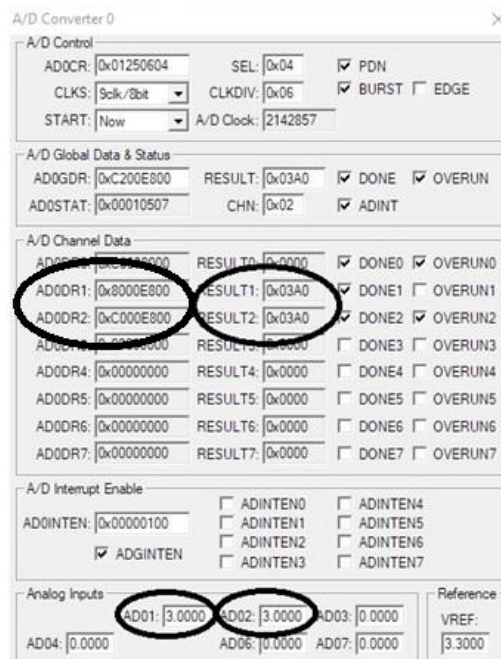 A/D Converter 0
A/D Control
AD0CR: 0x01250604 SEL: 0x04 PDN
CLKS: 9clk/8bit CLKDIV: 0x06 BURST EDGE
START: Now A/D Clock: 2142857
A/D Global Data & Status
AD0GDR: 0xC200E800 RESULT: 0x03A0 DONE OVERUN
AD0STAT: 0x00010507 CHN: 0x02 ADINT
A/D Channel Data
RESULT0: 0x0000 DONE0 OVERUN0
AD0DR1: 0x8000E800 RESULT1: 0x03A0 DONE1 OVERUN1
AD0DR2: 0xC000E800 RESULT2: 0x03A0 DONE2 OVERUN2
DONE3 OVERUN3
AD0DR4: 0x00000000 RESULT4: 0x0000 DONE4 OVERUN4
AD0DR5: 0x00000000 RESULT5: 0x0000 DONE5 OVERUN5
AD0DR6: 0x00000000 RESULT6: 0x0000 DONE6 OVERUN6
AD0DR7: 0x00000000 RESULT7: 0x0000 DONE7 OVERUN7
A/D Interrupt Enable
ADINTEN0 ADINTEN4
AD0INTEN: 0x00000100 ADINTEN1 ADINTEN5
ADGINTEN ADINTEN2 ADINTEN6
ADINTEN3 ADINTEN7
Analog Inputs Reference
AD01: 3.0000 AD02: 3.0000 AD03: 0.0000 VREF:
AD04: 0.0000 AD06: 0.0000 AD07: 0.0000 3.3000